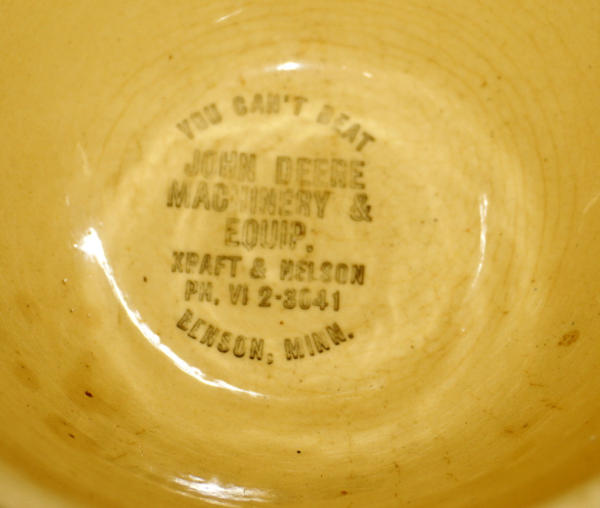 YOU CAN'T BEAT
JOHN DEERE
MACHINERY &
EQUIP.
KRAFT & NELSON
PH. VI 2-3041
BENSON, MINN.